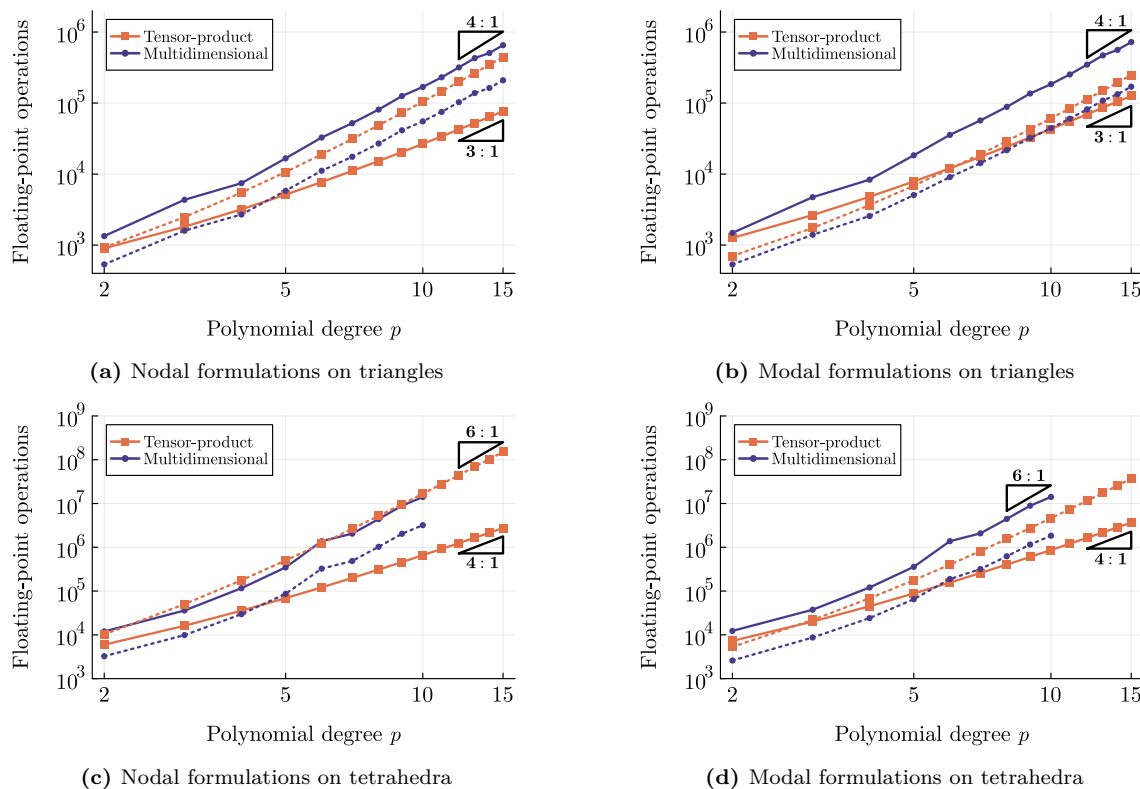 Floating-point operations
10^6
10^5
10^4
10^3
Tensor-product
Multidimensional
4 : 1
3 : 1
2
5
10
15
Polynomial degree p
(a) Nodal formulations on triangles
Floating-point operations
10^6
10^5
10^4
10^3
Tensor-product
Multidimensional
4 : 1
3 : 1
2
5
10
15
Polynomial degree p
(b) Modal formulations on triangles
Floating-point operations
10^9
10^8
10^7
10^6
10^5
10^4
10^3
Tensor-product
Multidimensional
6 : 1
4 : 1
2
5
10
15
Polynomial degree p
(c) Nodal formulations on tetrahedra
Floating-point operations
10^9
10^8
10^7
10^6
10^5
10^4
10^3
Tensor-product
Multidimensional
6 : 1
4 : 1
2
5
10
15
Polynomial degree p
(d) Modal formulations on tetrahedra